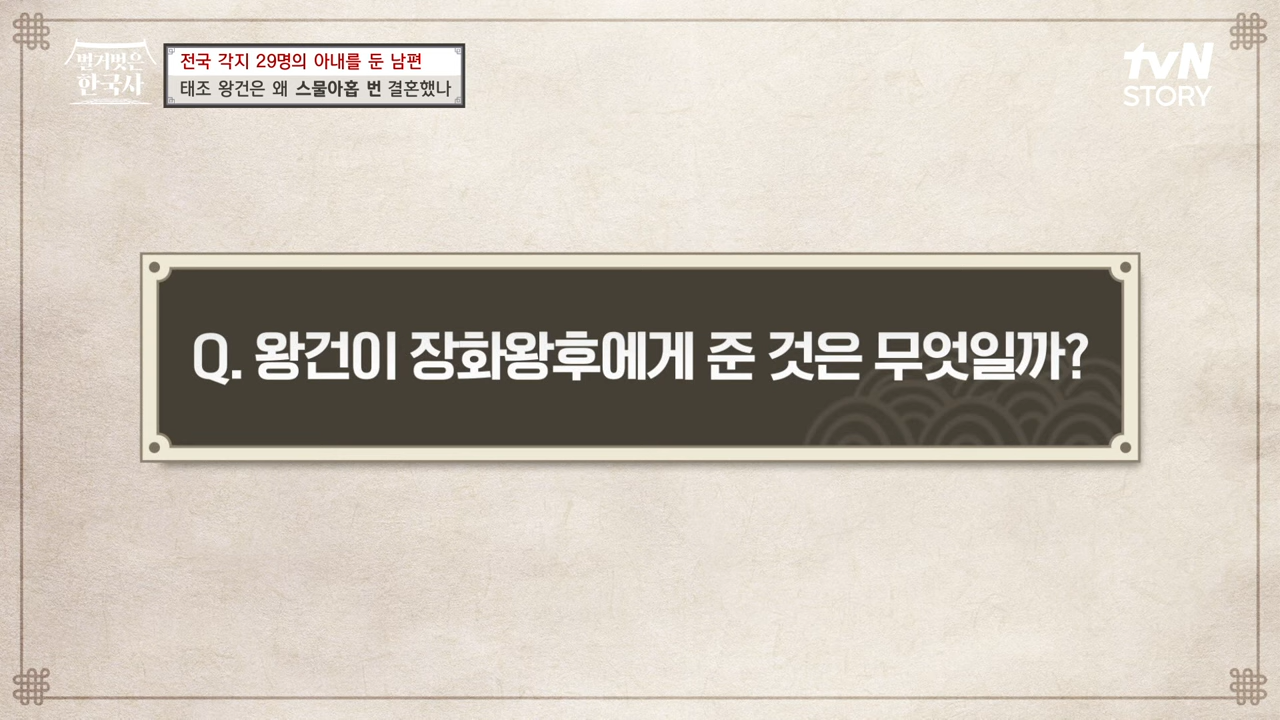 벌거벗은
한국사
전국 각지 29명의 아내를 둔 남편
태조 왕건은 왜 스물아홉 번 결혼했나
tvN
STORY
Q. 왕건이 장화왕후에게 준 것은 무엇일까?